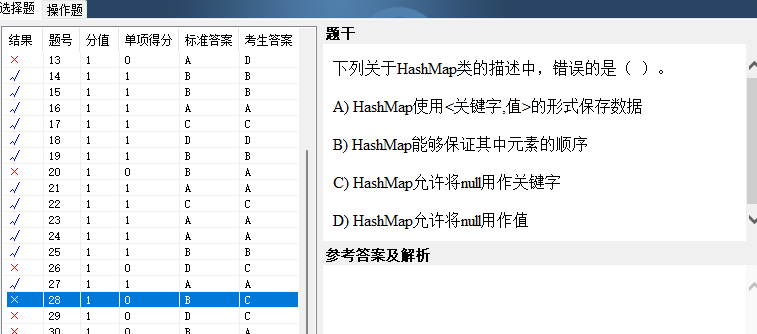 选择题 操作题
结果 题号 分值 单项得分 标准答案 考生答案
× 13 1 0 A D
✓ 14 1 1 B B
✓ 15 1 1 B B
✓ 16 1 1 A A
✓ 17 1 1 C C
✓ 18 1 1 D D
✓ 19 1 1 B B
× 20 1 0 B A
✓ 21 1 1 A A
✓ 22 1 1 C C
✓ 23 1 1 A A
✓ 24 1 1 A A
✓ 25 1 1 B B
× 26 1 0 D C
✓ 27 1 1 A A
× 28 1 0 B C
× 29 1 0 D C
× 30 1 0 B A
题干
下列关于HashMap类的描述中，错误的是（ ）。
A) HashMap使用<关键字,值>的形式保存数据
B) HashMap能够保证其中元素的顺序
C) HashMap允许将null用作关键字
D) HashMap允许将null用作值
参考答案及解析